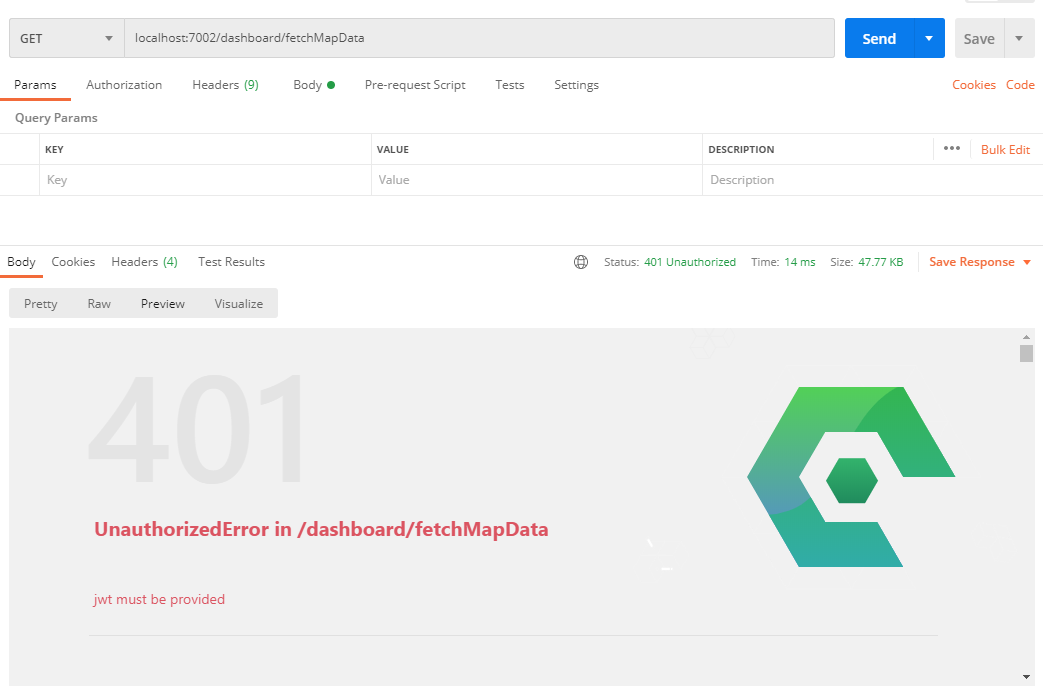 GET localhost:7002/dashboard/fetchMapData Send Save
Params Authorization Headers (9) Body Pre-request Script Tests Settings Cookies Code
Query Params
KEY VALUE DESCRIPTION ••• Bulk Edit
Key Value Description
Body Cookies Headers (4) Test Results Status: 401 Unauthorized Time: 14 ms Size: 47.77 KB Save Response
Pretty Raw Preview Visualize
401
UnauthorizedError in /dashboard/fetchMapData
jwt must be provided